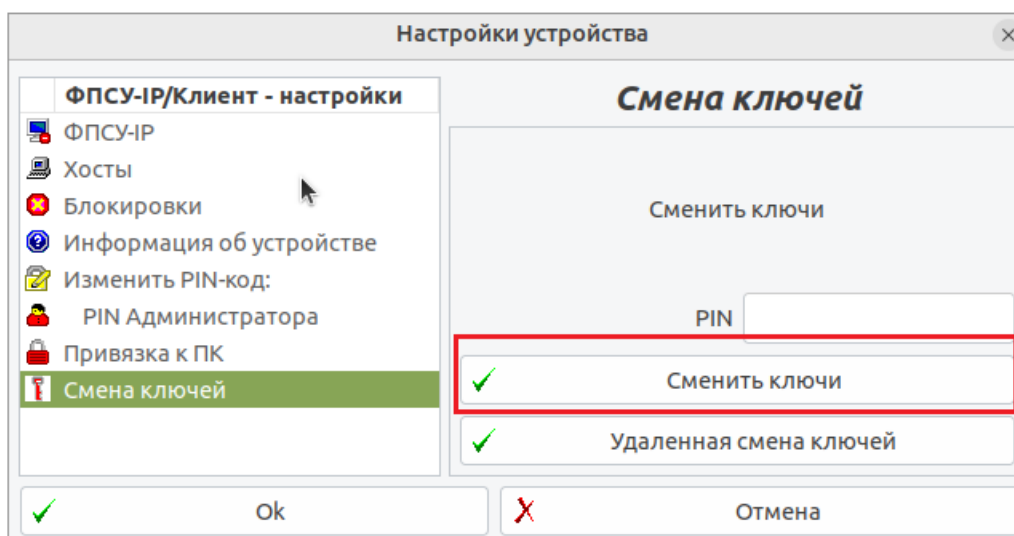 Настройки устройства
ФПСУ-IP/Клиент - настройки
ФПСУ-IP
Хосты
Блокировки
Информация об устройстве
Изменить PIN-код:
PIN Администратора
Привязка к ПК
Смена ключей
Смена ключей
Сменить ключи
PIN
Сменить ключи
Удаленная смена ключей
Ok
Отмена